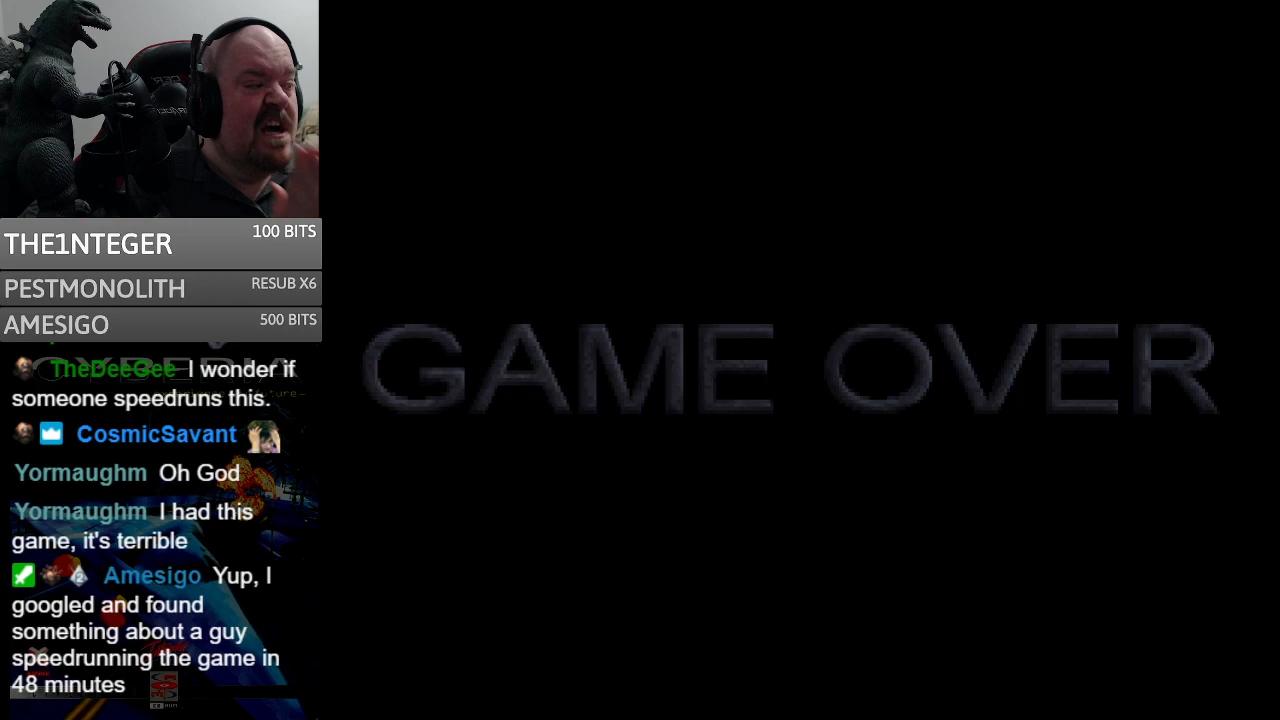 THE1NTEGER 100 BITS
PESTMONOLITH RESUB X6
AMESIGO 500 BITS
CYBERIA
TheDeeGee I wonder if
someone speedruns this.
CosmicSavant
Yormaughm Oh God
Yormaughm I had this
game, it's terrible
Amesigo Yup, I
googled and found
something about a guy
speedrunning the game in
48 minutes
GAME OVER